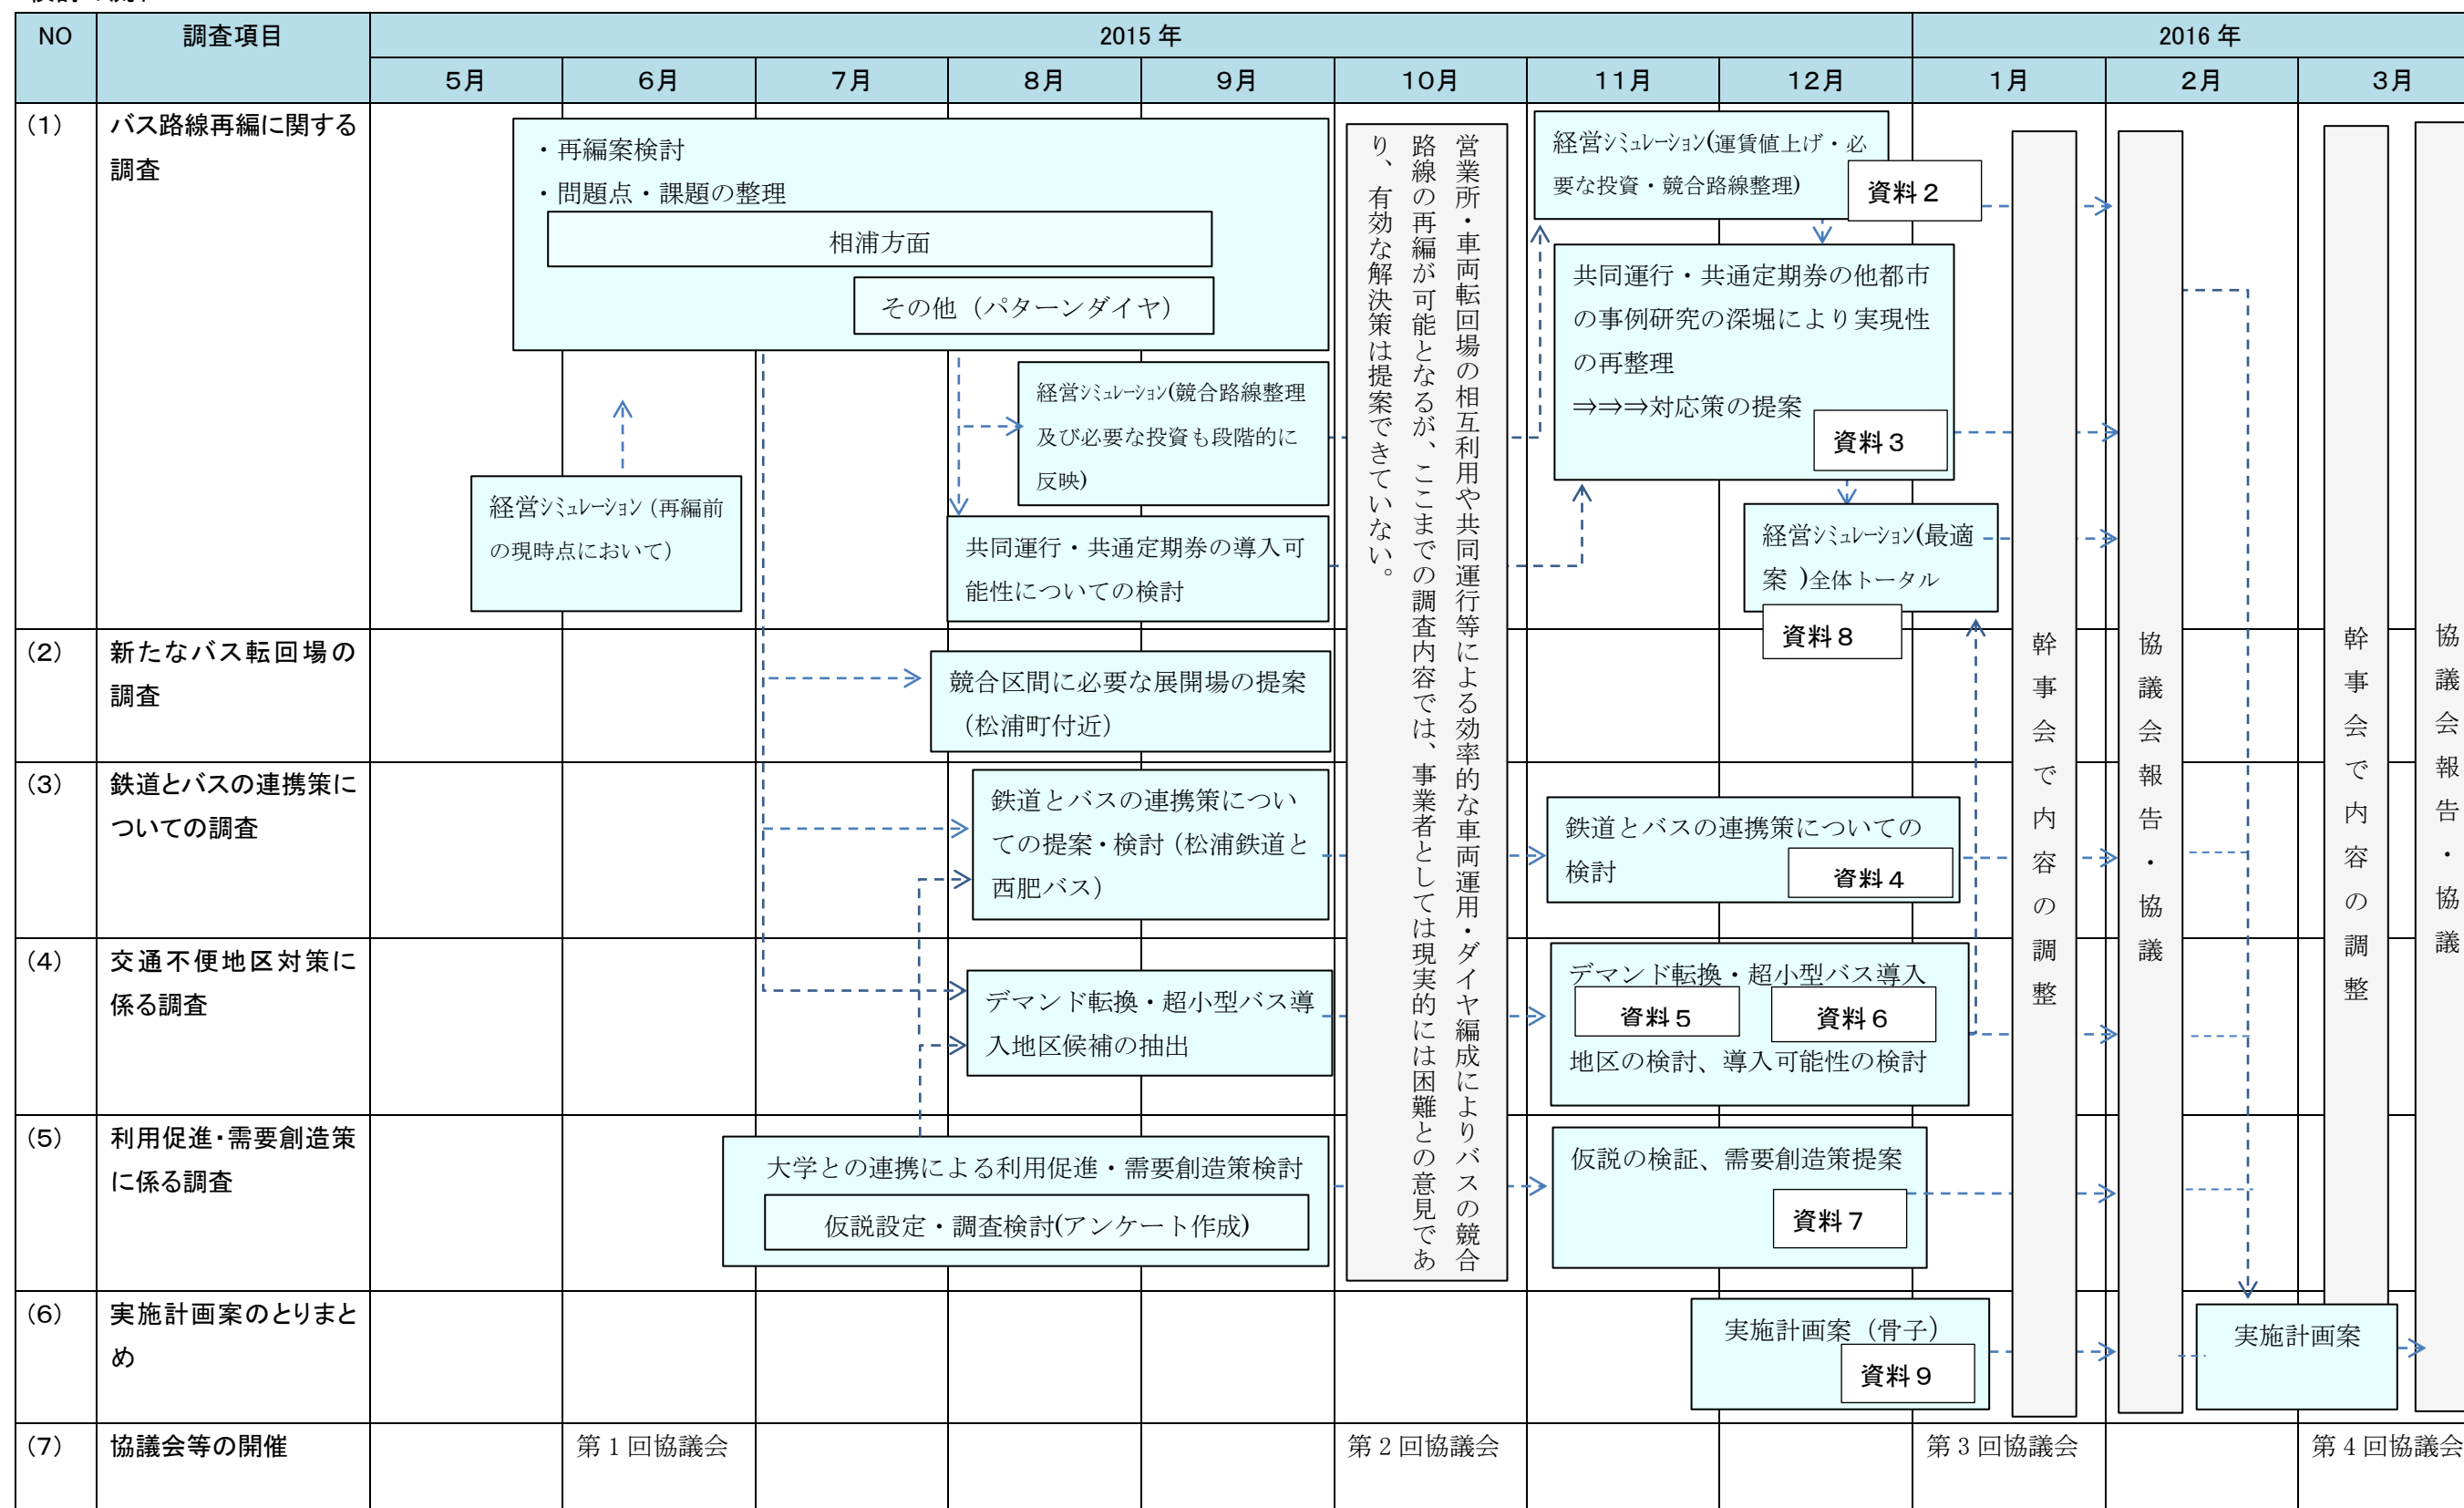 NO
調査項目
2015 年
2016 年
5月
6月
7月
8月
9月
10月
11月
12月
1月
2月
3月
(1)
バス路線再編に関する
調査
・再編案検討
・問題点・課題の整理
相浦方面
その他（パターンダイヤ）
経営ｼﾐｭﾚｰｼｮﾝ(競合路線整理
及び必要な投資も段階的に
反映)
経営ｼﾐｭﾚｰｼｮﾝ（再編前
の現時点において）
共同運行・共通定期券の導入可
能性についての検討
営業所・車両転回場の相互利用や共同運行等による効率的な車両運用・ダイヤ編成によりバスの競合
路線の再編が可能となるが、ここまでの調査内容では、事業者としては現実的には困難との意見であ
り、有効な解決策は提案できていない。
経営ｼﾐｭﾚｰｼｮﾝ(運賃値上げ・必
要な投資・競合路線整理)
資料２
共同運行・共通定期券の他都市
の事例研究の深堀により実現性
の再整理
⇒⇒⇒対応策の提案
資料３
経営ｼﾐｭﾚｰｼｮﾝ(最適
案 )全体トータル
資料８
幹事会で内容の調整
協議会報告・協議
幹事会で内容の調整
協議会報告・協議
(2)
新たなバス転回場の
調査
競合区間に必要な展開場の提案
（松浦町付近）
(3)
鉄道とバスの連携策に
ついての調査
鉄道とバスの連携策につい
ての提案・検討（松浦鉄道と
西肥バス）
鉄道とバスの連携策についての
検討
資料４
(4)
交通不便地区対策に
係る調査
デマンド転換・超小型バス導
入地区候補の抽出
デマンド転換・超小型バス導入
資料５
資料６
地区の検討、導入可能性の検討
(5)
利用促進・需要創造策
に係る調査
大学との連携による利用促進・需要創造策検討
仮説設定・調査検討(アンケート作成)
仮説の検証、需要創造策提案
資料７
(6)
実施計画案のとりまと
め
実施計画案（骨子）
資料９
実施計画案
(7)
協議会等の開催
第１回協議会
第２回協議会
第３回協議会
第４回協議会